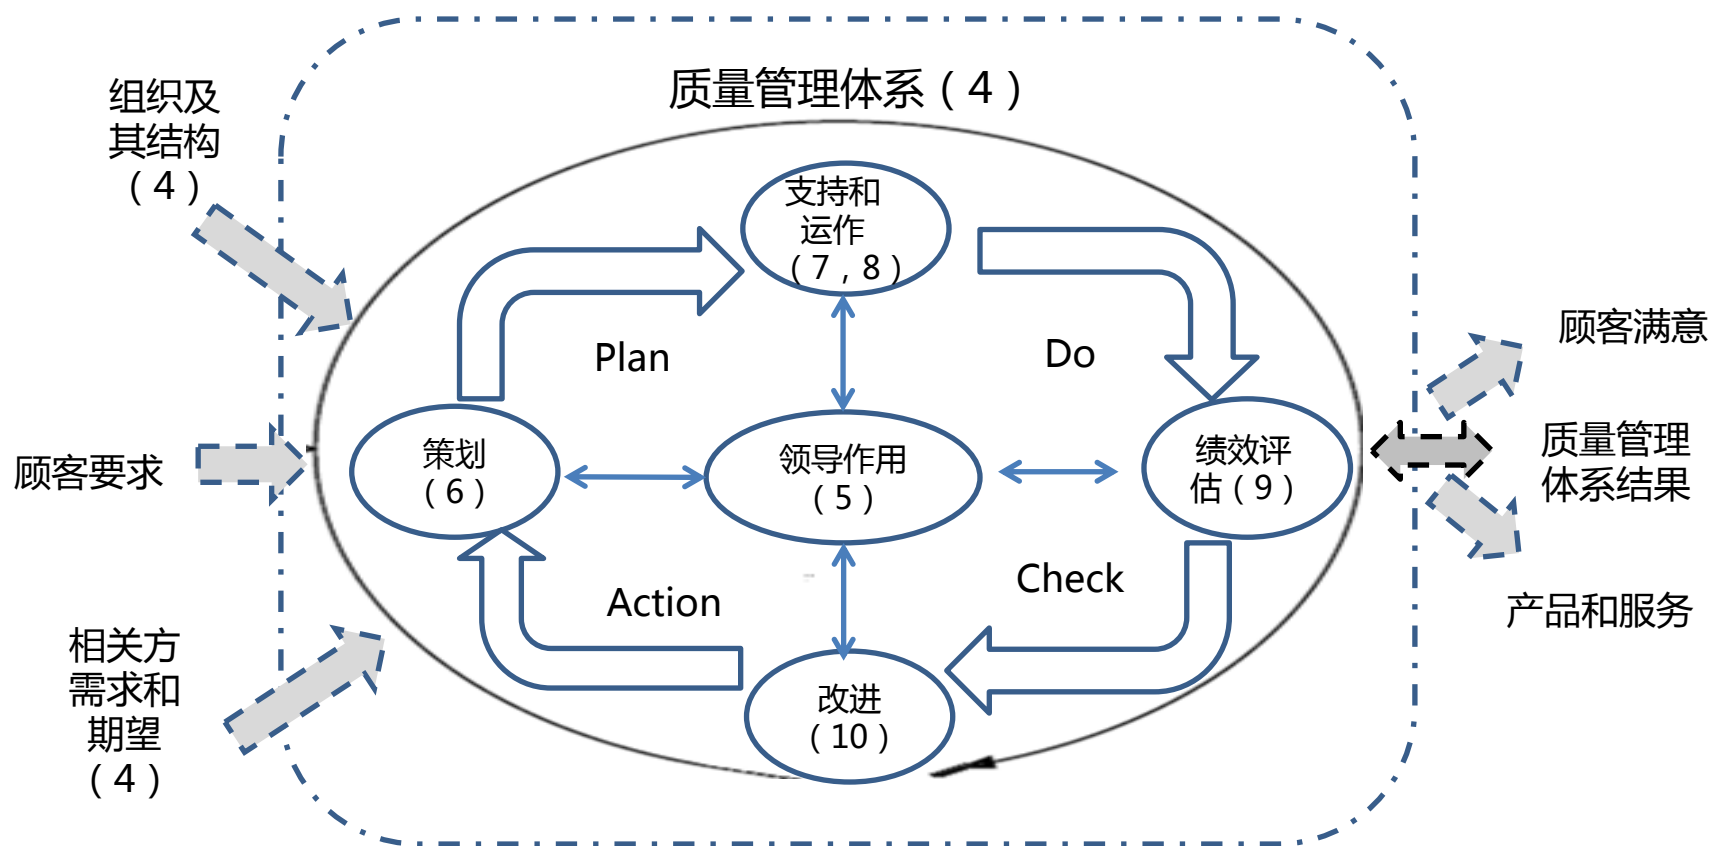 质量管理体系（4）
组织及
其结构
（4）
支持和
运作
（7，8）
Plan
Do
顾客要求
策划
（6）
领导作用
（5）
绩效评
估（9）
顾客满意
质量管理
体系结果
产品和服务
Action
Check
相关方
需求和
期望
（4）
改进
（10）